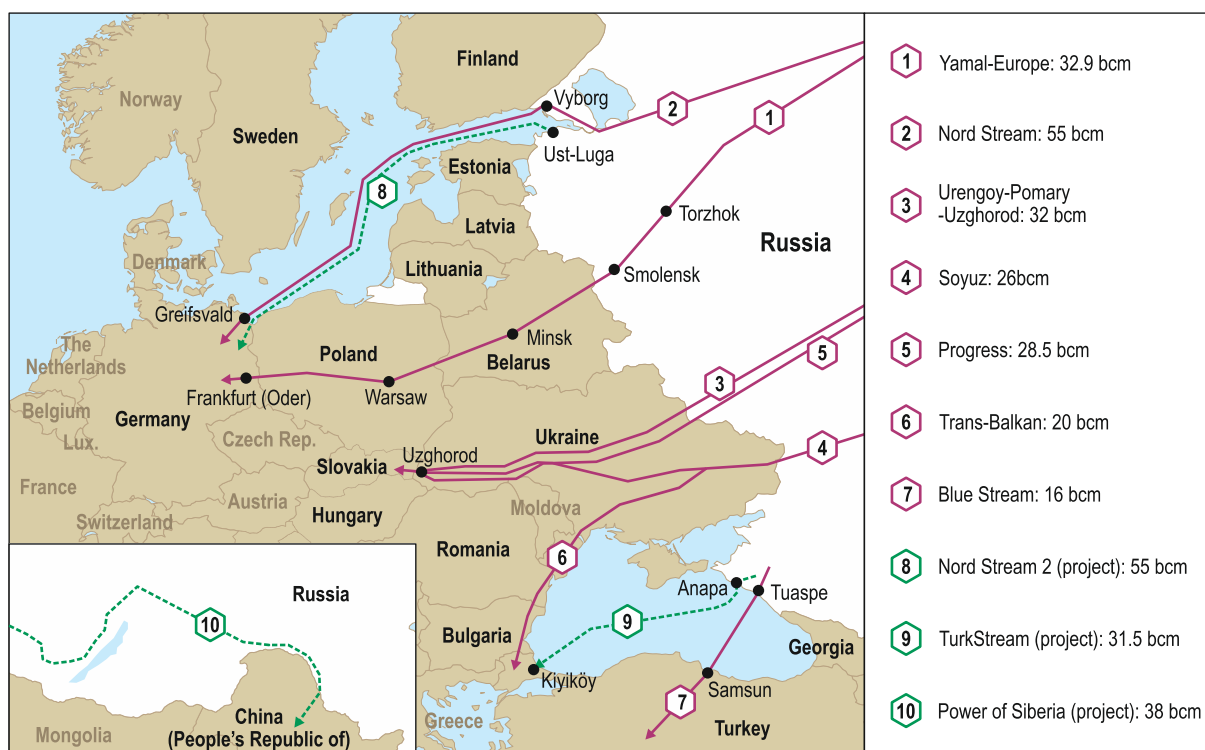 Finland
Norway
Vyborg
2
1
Sweden
Ust-Luga
Estonia
8
Torzhok
Latvia
Russia
Denmark
Lithuania
Smolensk
Greifsvald
The
Netherlands
Minsk
Poland
Belarus
5
3
Frankfurt (Oder)
Warsaw
Belgium
Germany
Lux.
Czech Rep.
Ukraine
4
Uzghorod
Slovakia
France
Austria
Moldova
Hungary
Switzerland
Romania
6
Anapa
Tuaspe
9
Bulgaria
Georgia
Kiyiköy
Samsun
7
Greece
Turkey
Russia
10
China
(People's Republic of)
Mongolia
1 Yamal-Europe: 32.9 bcm
2 Nord Stream: 55 bcm
3 Urengoy-Pomary
-Uzghorod: 32 bcm
4 Soyuz: 26bcm
5 Progress: 28.5 bcm
6 Trans-Balkan: 20 bcm
7 Blue Stream: 16 bcm
8 Nord Stream 2 (project): 55 bcm
9 TurkStream (project): 31.5 bcm
10 Power of Siberia (project): 38 bcm